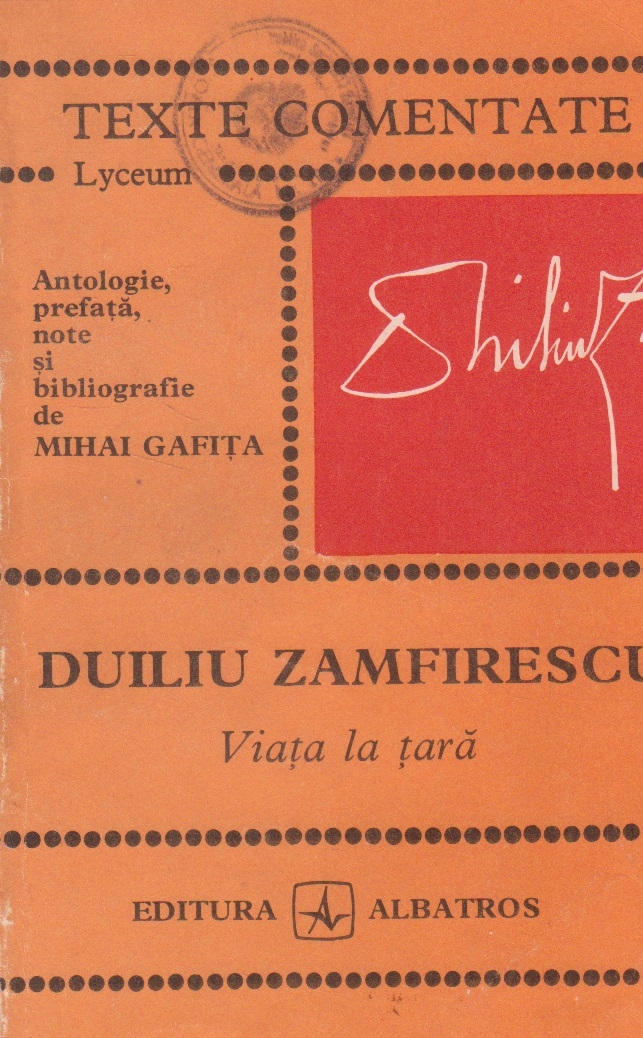 TEXTE COMENTATE
Lyceum
Antologie,
prefață,
note
și
bibliografie
de
MIHAI GAFIȚA
DUILIU ZAMFIRESCU
Viața la țară
EDITURA ALBATROS